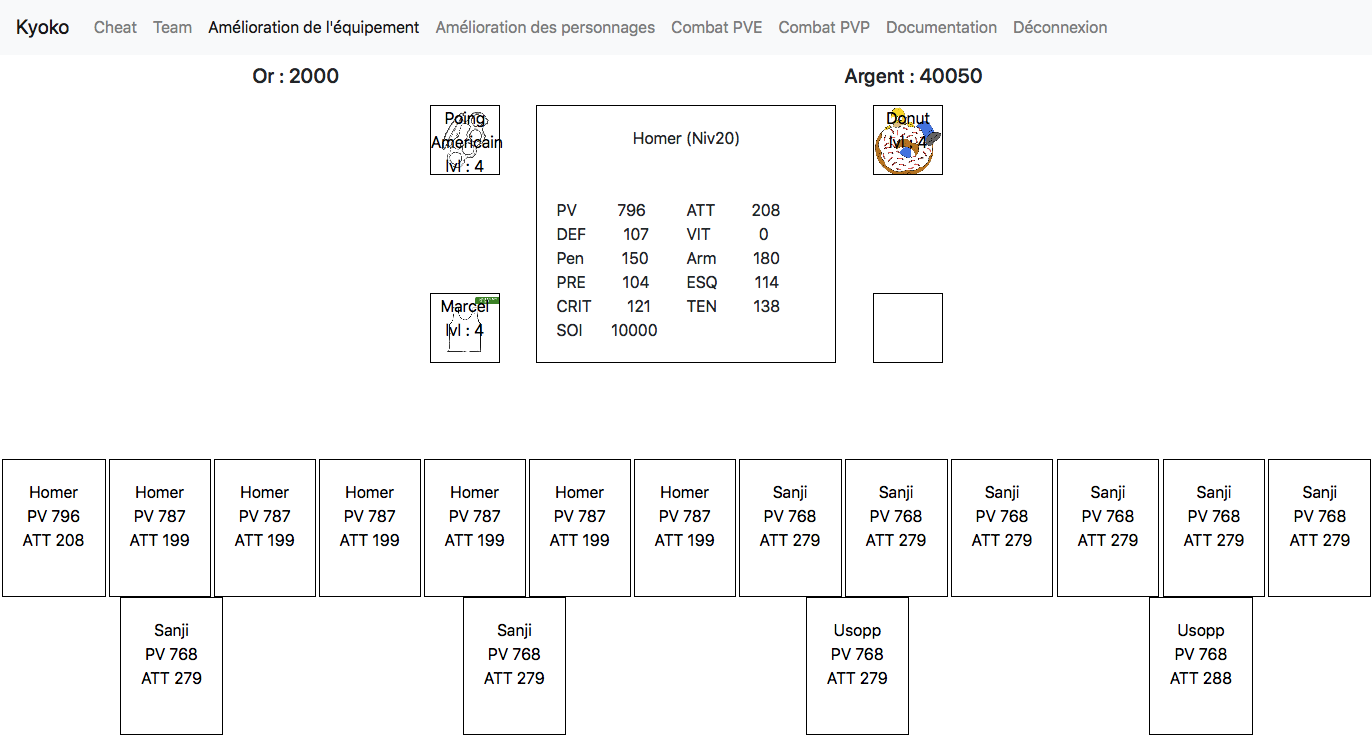 Kyoko Cheat Team Amélioration de l'équipement Amélioration des personnages Combat PVE Combat PVP Documentation Déconnexion
Or : 2000 Argent : 40050
Poing
Américain
lvl : 4
Homer (Niv20)
PV 796 ATT 208
DEF 107 VIT 0
Pen 150 Arm 180
PRE 104 ESQ 114
CRIT 121 TEN 138
SOI 10000
Donut
lvl : 4
Marcel
lvl : 4
Homer Homer Homer Homer Homer Homer Homer Sanji Sanji Sanji Sanji Sanji Sanji
PV 796 PV 787 PV 787 PV 787 PV 787 PV 787 PV 787 PV 768 PV 768 PV 768 PV 768 PV 768 PV 768
ATT 208 ATT 199 ATT 199 ATT 199 ATT 199 ATT 199 ATT 199 ATT 279 ATT 279 ATT 279 ATT 279 ATT 279 ATT 279
Sanji Sanji Usopp Usopp
PV 768 PV 768 PV 768 PV 768
ATT 279 ATT 279 ATT 279 ATT 288